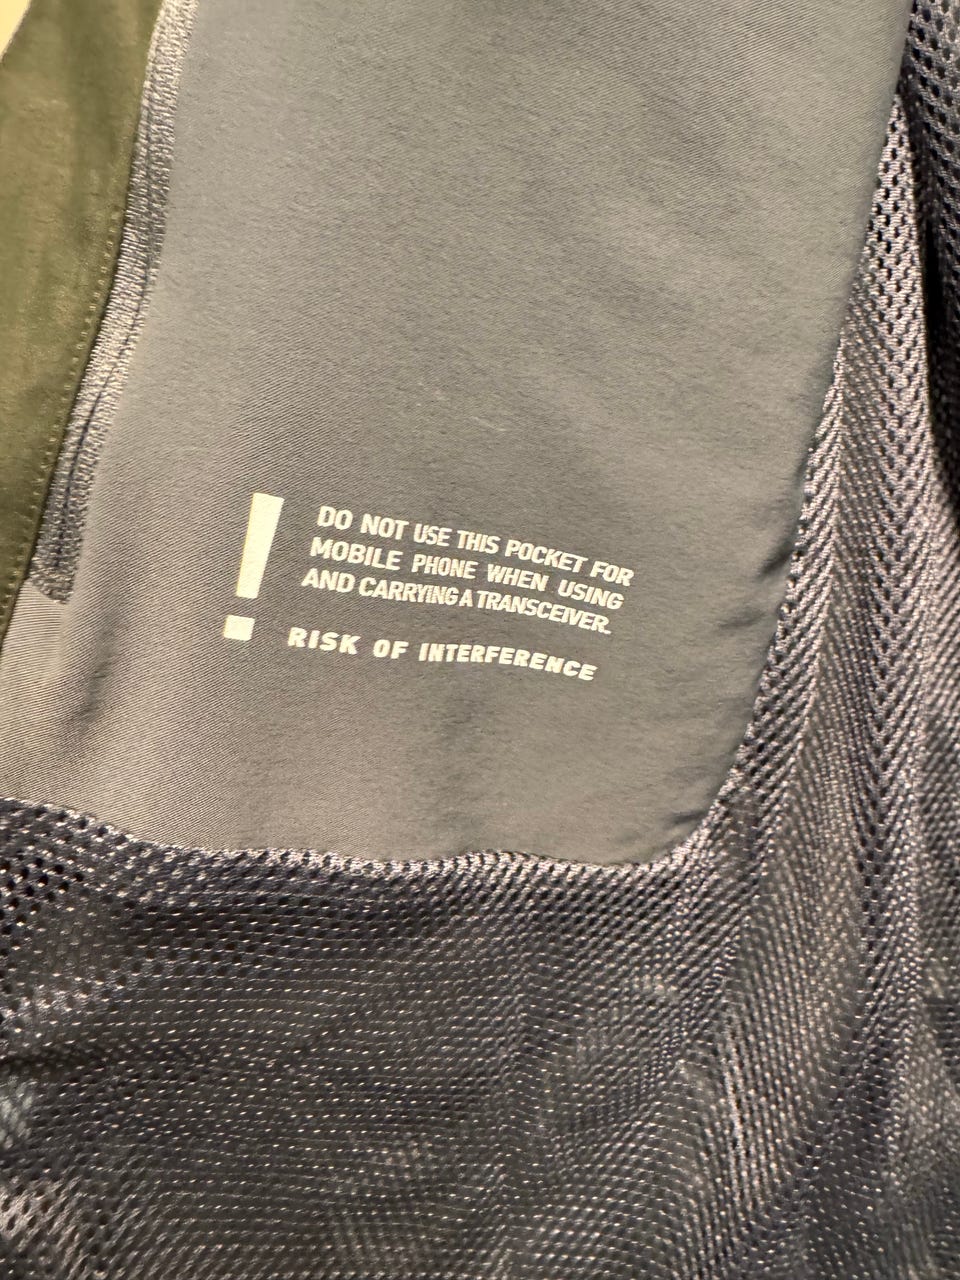 DO NOT USE THIS POCKET FOR
MOBILE PHONE WHEN USING
AND CARRYING A TRANSCEIVER.
RISK OF INTERFERENCE